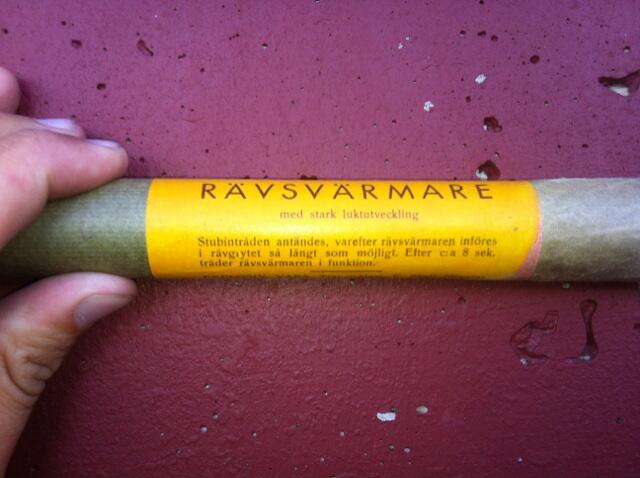 RÄVSVÄRMARE
med stark luktutveckling
Stubintråden antändes, varefter rävsvärmaren införes
i rävgrytet så långt som möjligt. Efter c:a 8 sek.
träder rävsvärmaren i funktion.